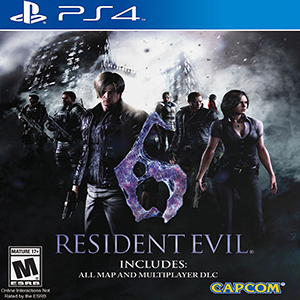 PS4
6
RESIDENT EVIL®
INCLUDES:
ALL MAP AND MULTIPLAYER DLC
MATURE 17+
M
ESRB
Online Interactions Not
Rated by the ESRB
CAPCOM®